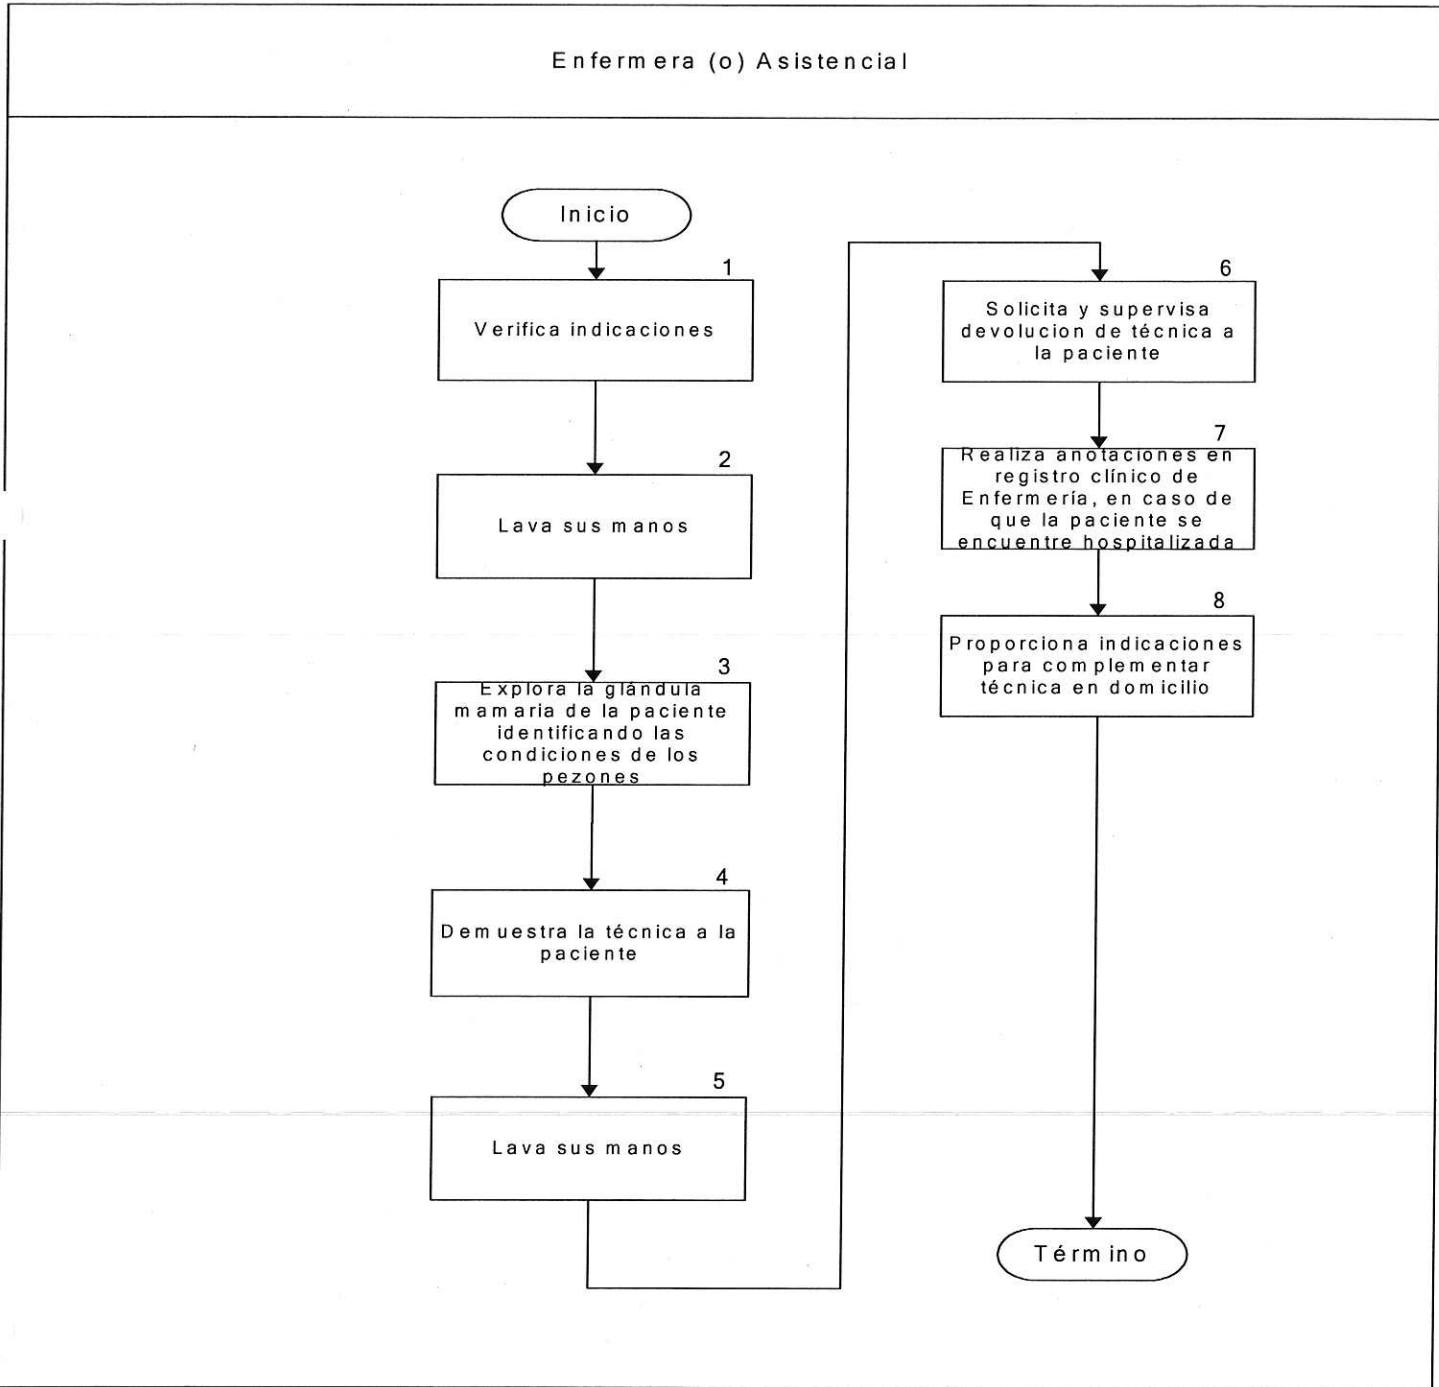 Enfermera (o) Asistencial
Inicio
1
Verifica indicaciones
2
Lava sus manos
3
Explora la glándula
mamaria de la paciente
identificando las
condiciones de los
pezones
4
Demuestra la técnica a la
paciente
5
Lava sus manos
6
Solicita y supervisa
devolucion de técnica a
la paciente
7
Realiza anotaciones en
registro clínico de
Enfermería, en caso de
que la paciente se
encuentre hospitalizada
8
Proporciona indicaciones
para complementar
técnica en domicilio
Término